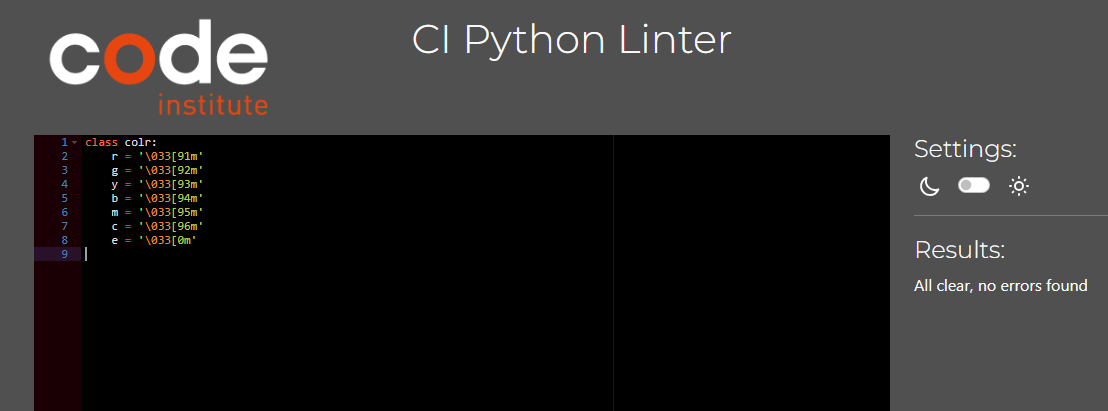 code
institute
CI Python Linter
1 class colr:
2     r = '\033[91m'
3     g = '\033[92m'
4     y = '\033[93m'
5     b = '\033[94m'
6     m = '\033[95m'
7     c = '\033[96m'
8     e = '\033[0m'
9
Settings:
Results:
All clear, no errors found